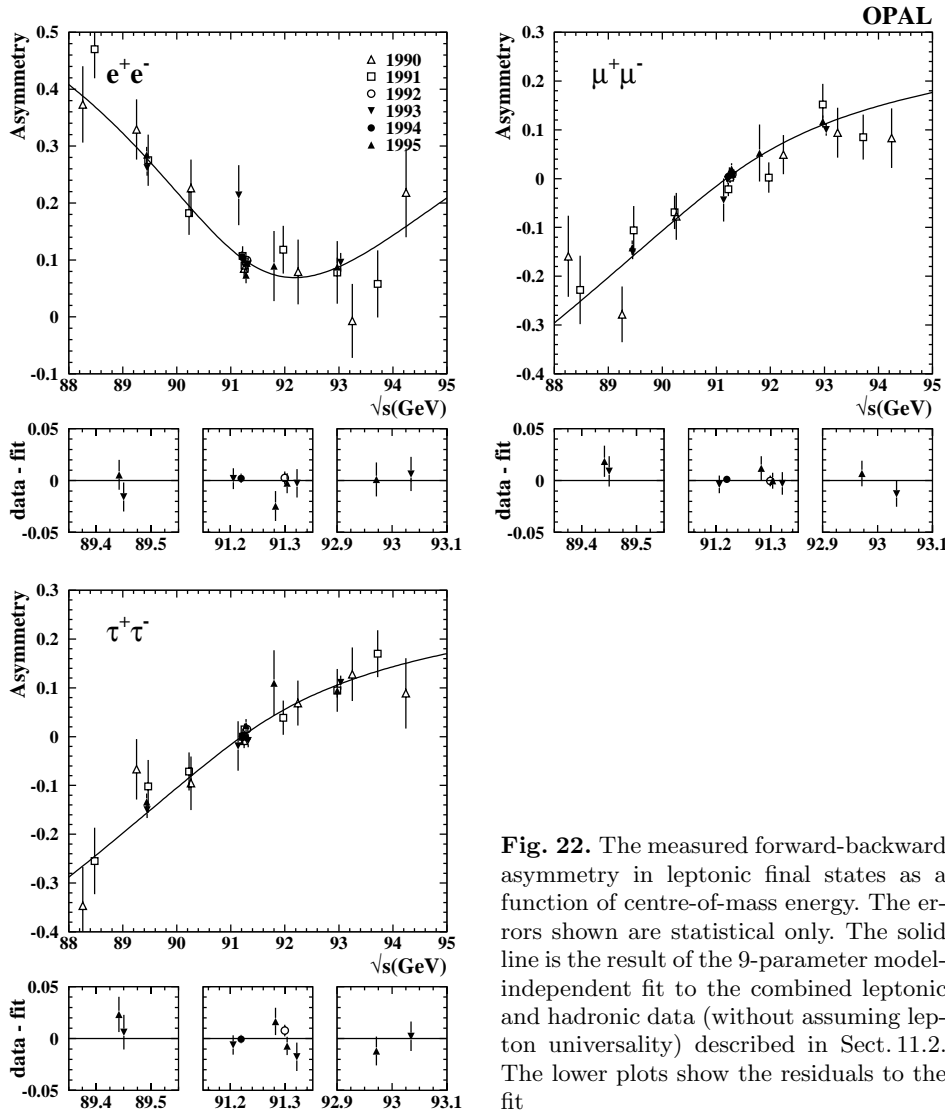 OPAL
Asymmetry
0.5
0.4
0.3
0.2
0.1
0
-0.1
e⁺e⁻
1990
1991
1992
1993
1994
1995
88 89 90 91 92 93 94 95
√s(GeV)
data - fit
0.05
0
-0.05
89.4 89.5
91.2 91.3
92.9 93.1
Asymmetry
0.3
0.2
0.1
0
-0.1
-0.2
-0.3
-0.4
μ⁺μ⁻
88 89 90 91 92 93 94 95
√s(GeV)
data - fit
0.05
0
-0.05
89.4 89.5
91.2 91.3
92.9 93 93.1
Asymmetry
0.3
0.2
0.1
0
-0.1
-0.2
-0.3
-0.4
τ⁺τ⁻
88 89 90 91 92 93 94 95
√s(GeV)
data - fit
0.05
0
-0.05
89.4 89.5
91.2 91.3
92.9 93 93.1
Fig. 22. The measured forward-backward
asymmetry in leptonic final states as a
function of centre-of-mass energy. The er-
rors shown are statistical only. The solid
line is the result of the 9-parameter model-
independent fit to the combined leptonic
and hadronic data (without assuming lep-
ton universality) described in Sect. 11.2.
The lower plots show the residuals to the
fit